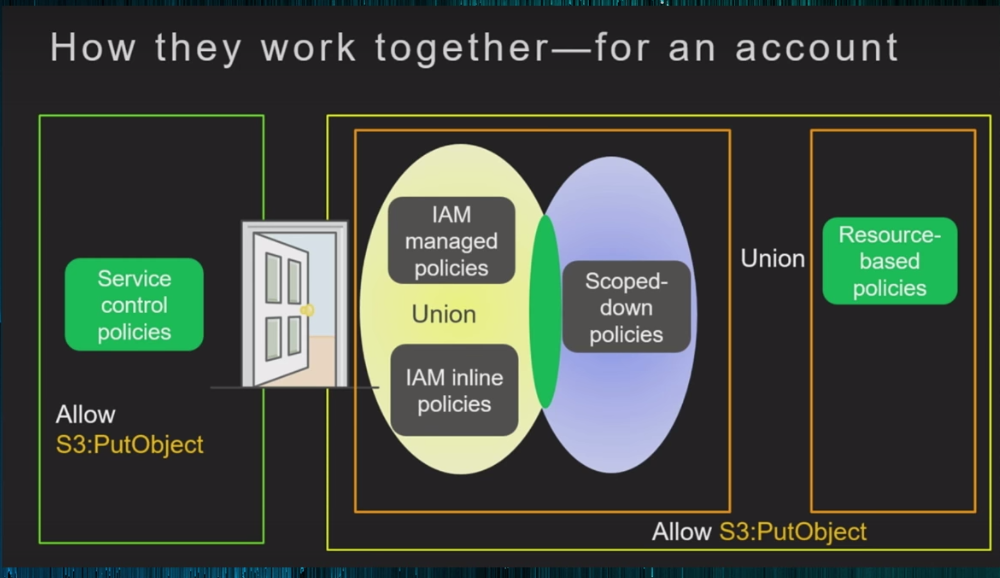 How they work together—for an account
Service
control
policies
Allow
S3:PutObject
IAM
managed
policies
Union
IAM inline
policies
Scoped-
down
policies
Union
Resource-
based
policies
Allow S3:PutObject